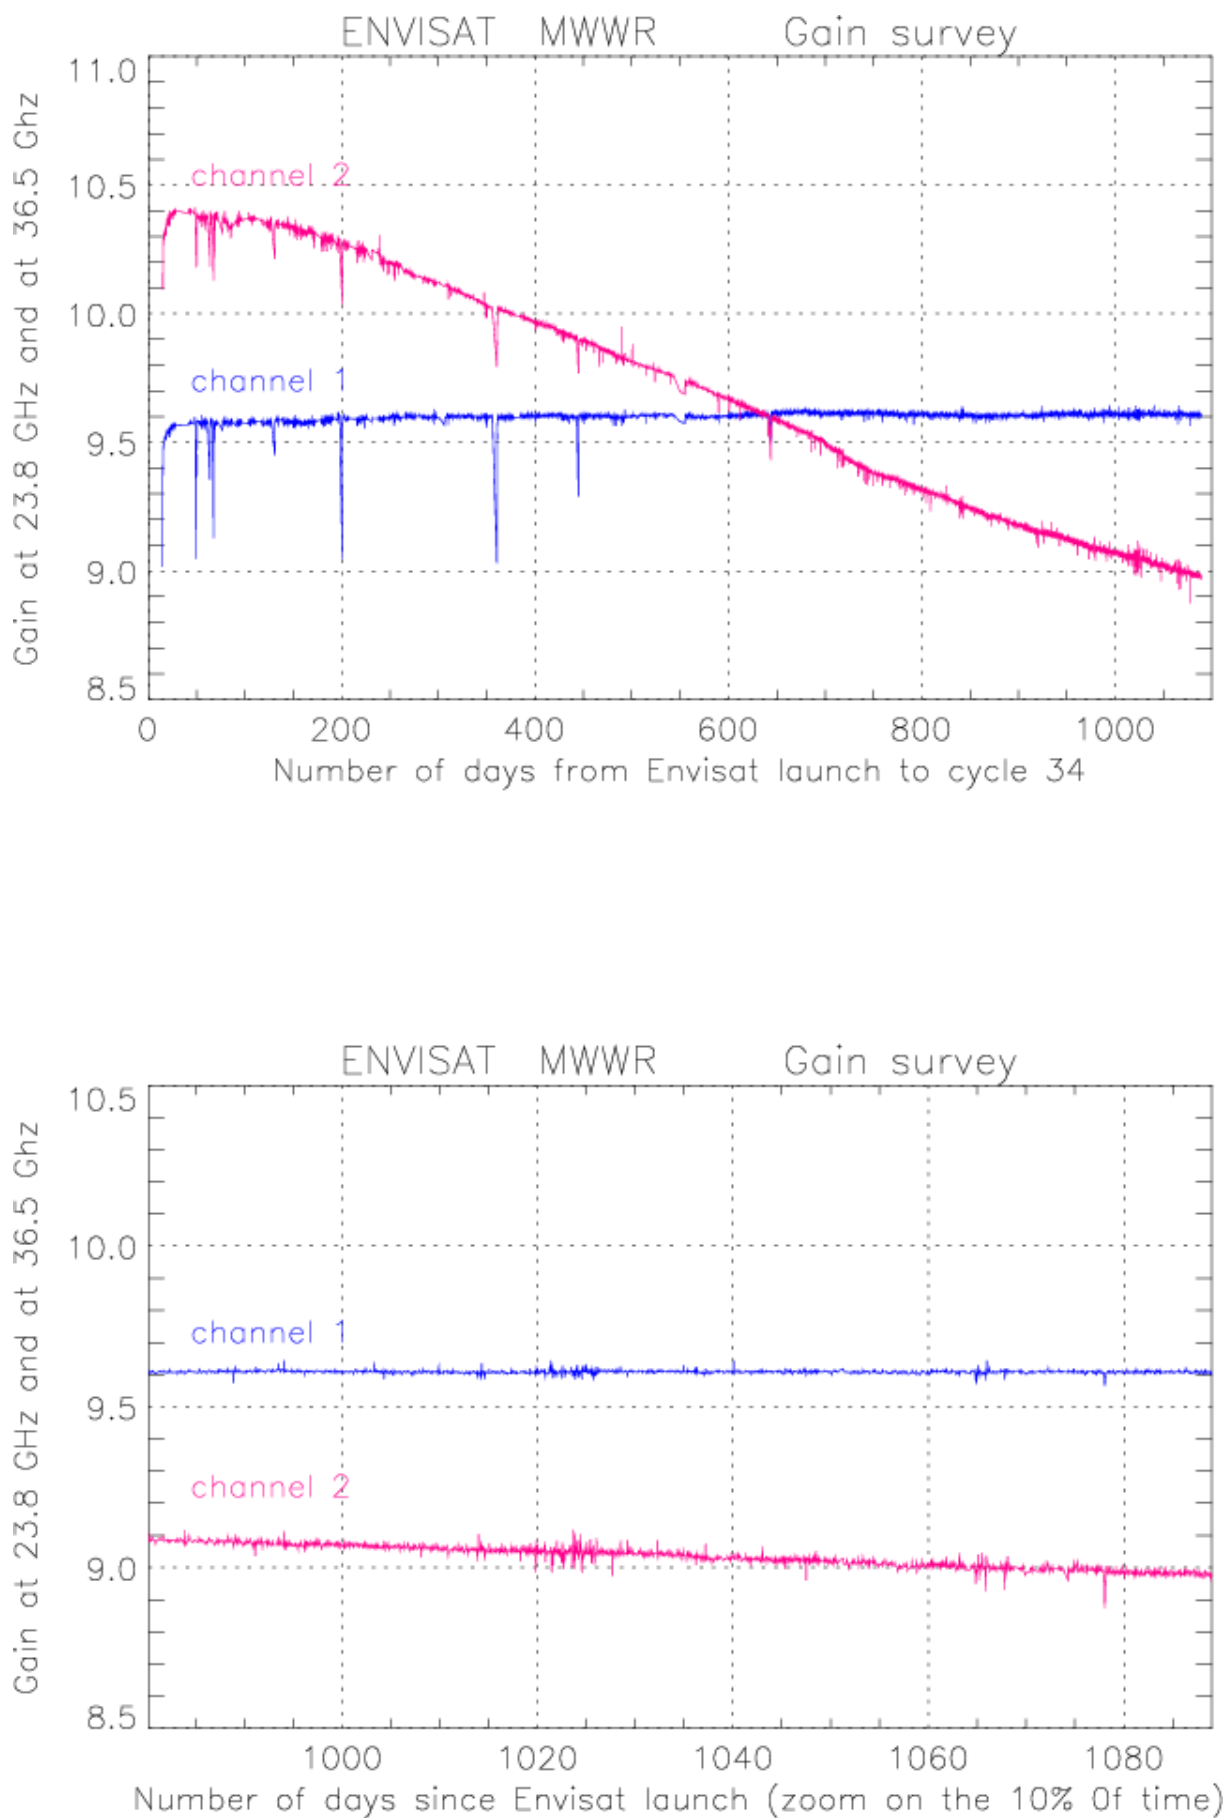 ENVISAT MWWR Gain survey
Gain at 23.8 GHz and at 36.5 Ghz
11.0
10.5
10.0
9.5
9.0
8.5
channel 2
channel 1
0 200 400 600 800 1000
Number of days from Envisat launch to cycle 34
ENVISAT MWWR Gain survey
Gain at 23.8 GHz and at 36.5 Ghz
10.5
10.0
9.5
9.0
8.5
channel 1
channel 2
1000 1020 1040 1060 1080
Number of days since Envisat launch (zoom on the 10% 0f time)